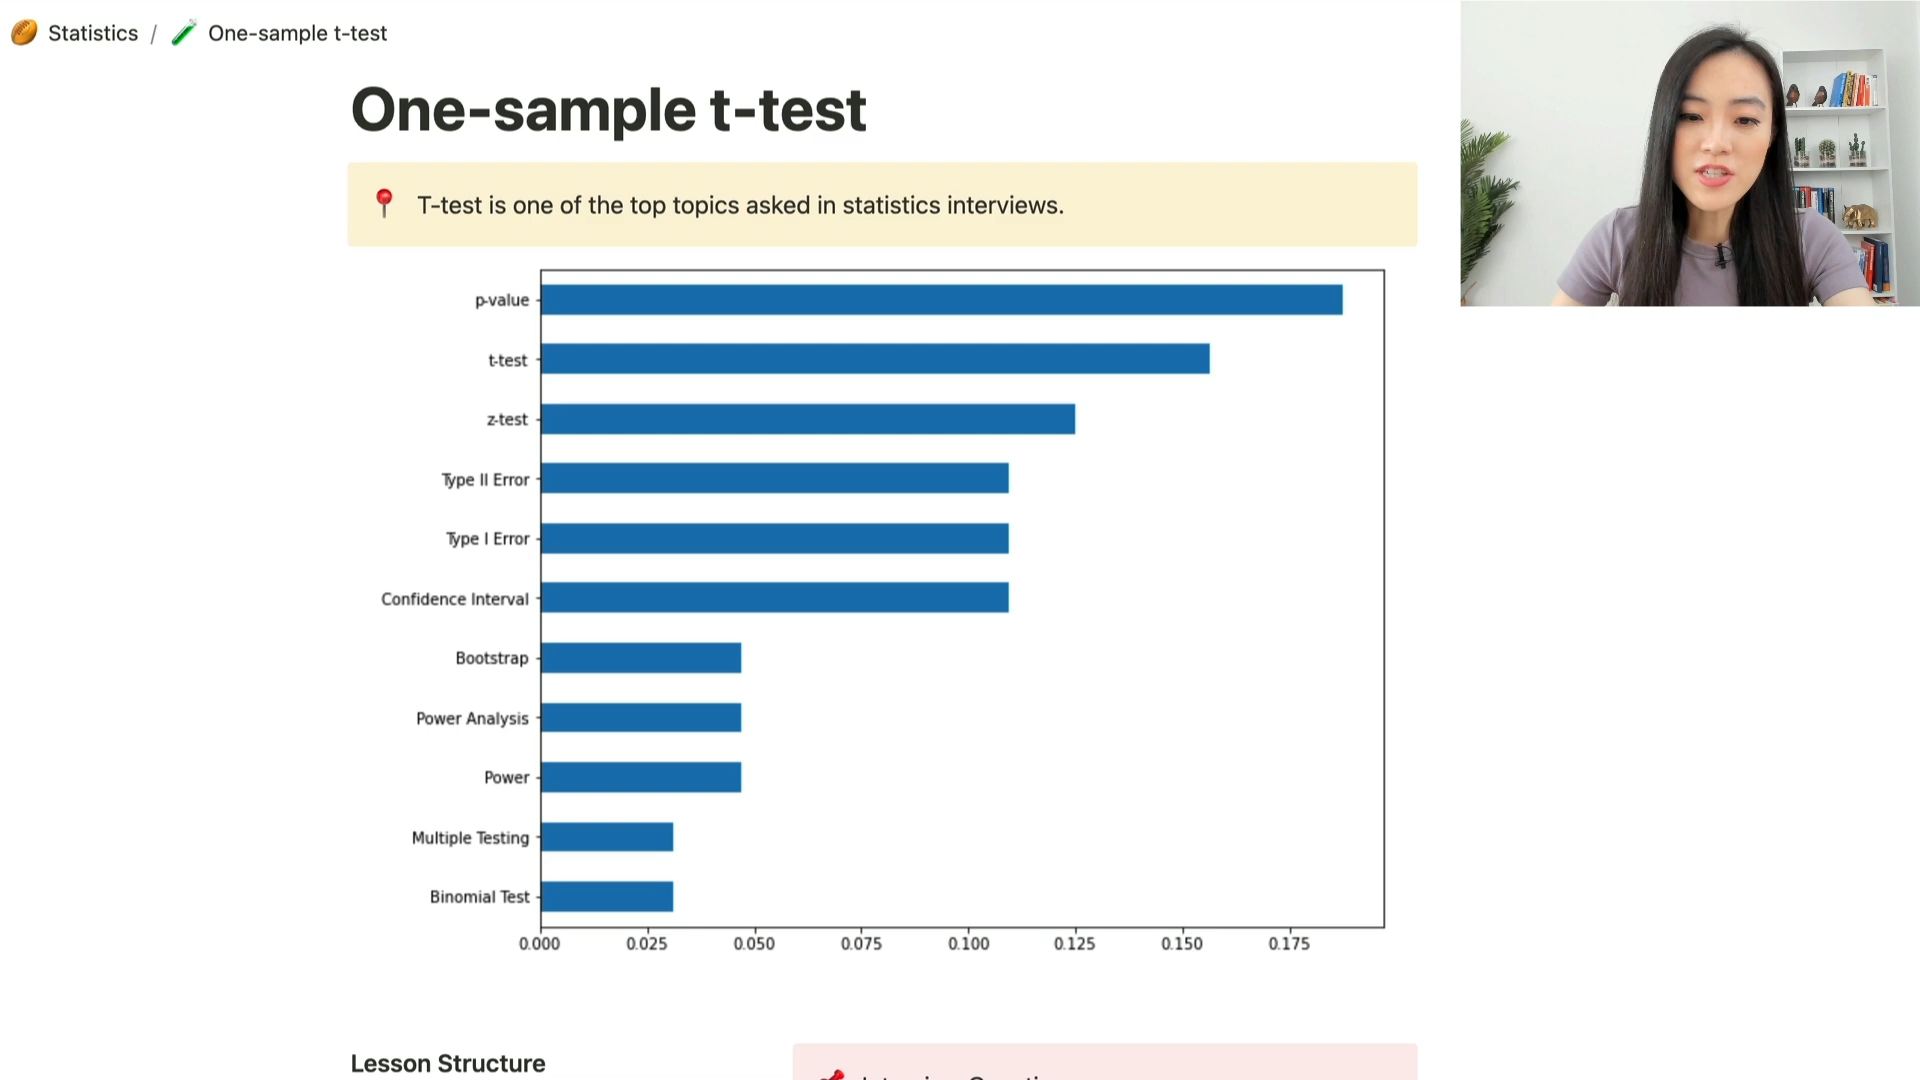 Statistics / One-sample t-test
One-sample t-test
T-test is one of the top topics asked in statistics interviews.
p-value
t-test
z-test
Type II Error
Type I Error
Confidence Interval
Bootstrap
Power Analysis
Power
Multiple Testing
Binomial Test
0.000 0.025 0.050 0.075 0.100 0.125 0.150 0.175
Lesson Structure